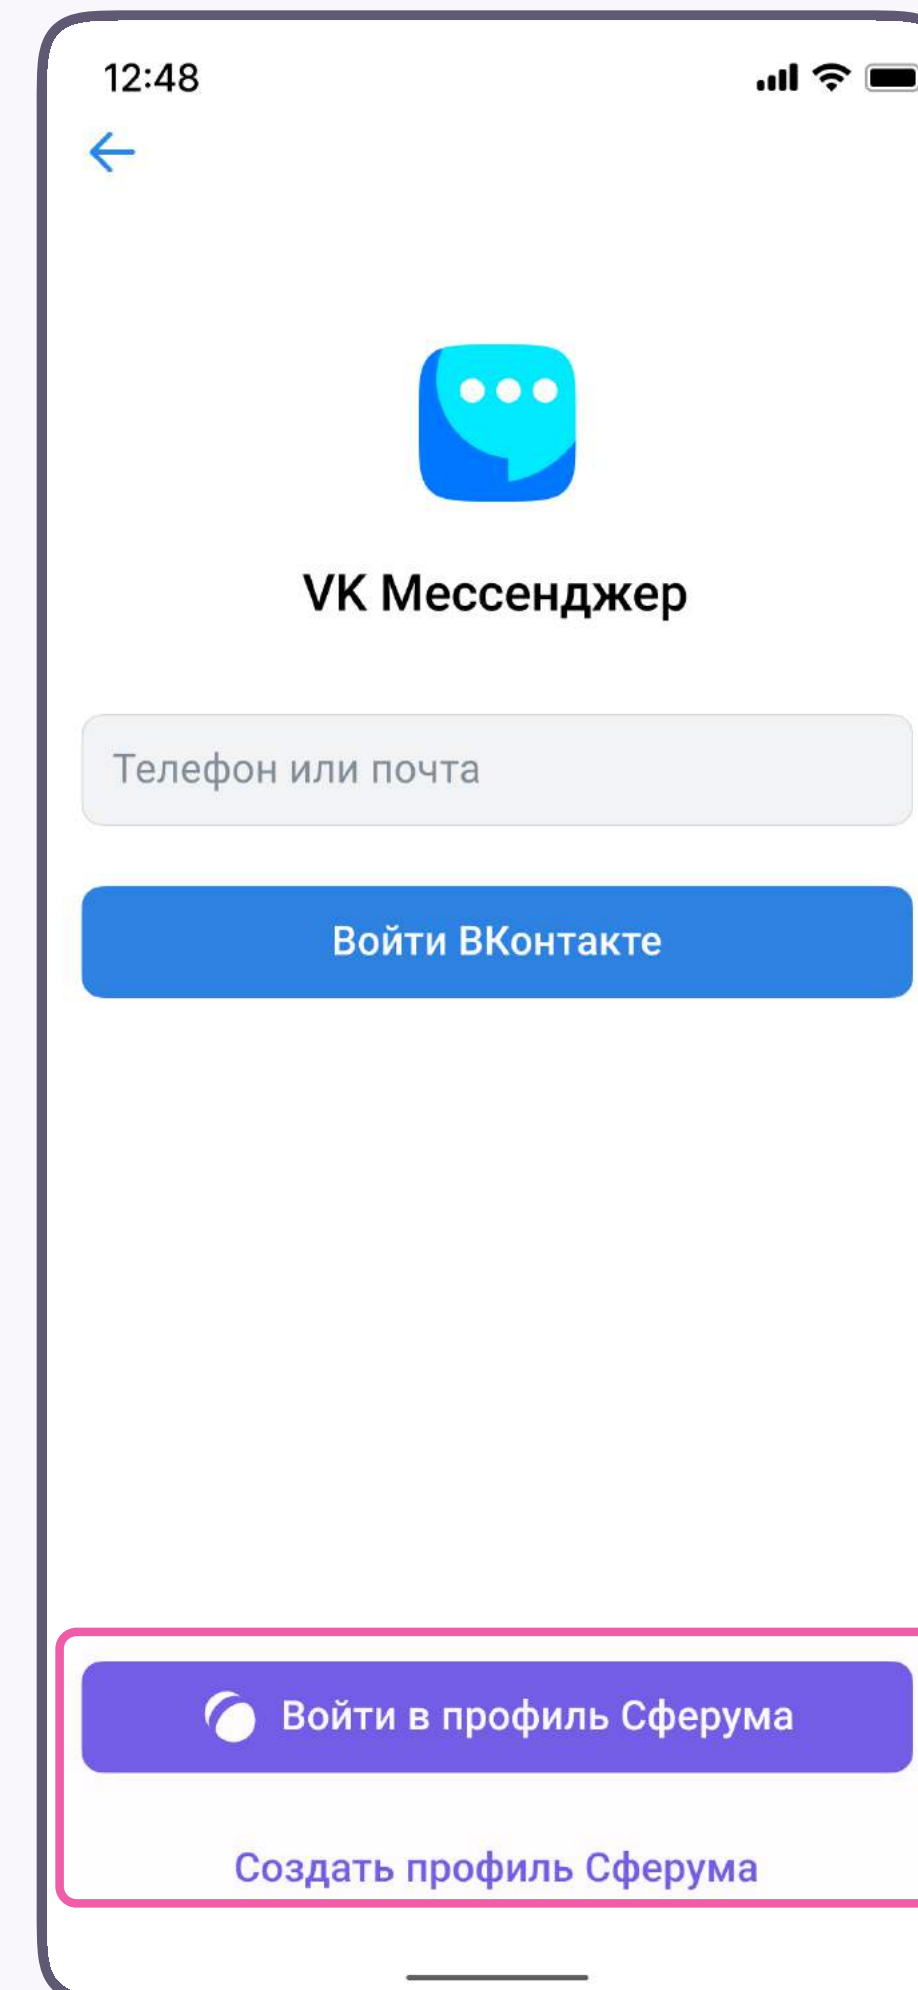 12:48
VK Мессенджер
Телефон или почта
Войти ВКонтакте
Войти в профиль Сферума
Создать профиль Сферума